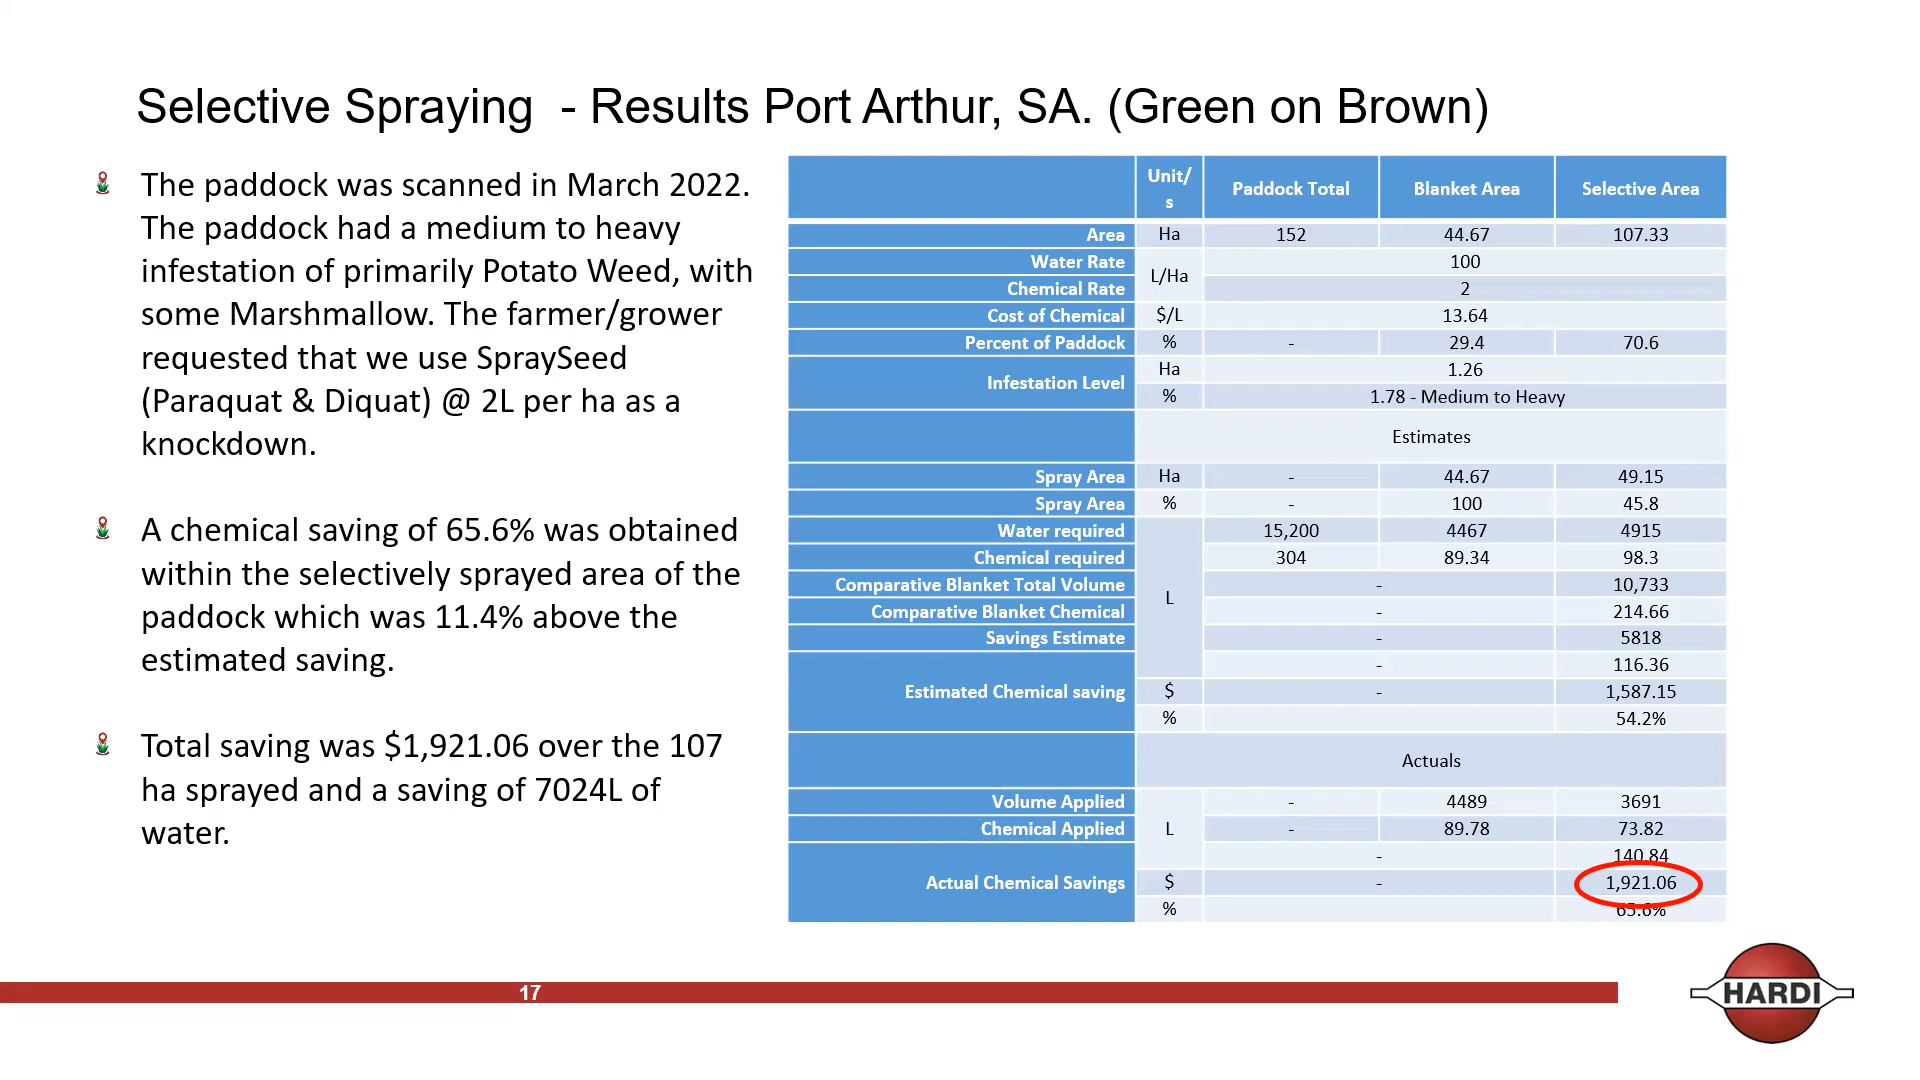 Selective Spraying  - Results Port Arthur, SA. (Green on Brown)
The paddock was scanned in March 2022.
The paddock had a medium to heavy
infestation of primarily Potato Weed, with
some Marshmallow. The farmer/grower
requested that we use SpraySeed
(Paraquat & Diquat) @ 2L per ha as a
knockdown.
A chemical saving of 65.6% was obtained
within the selectively sprayed area of the
paddock which was 11.4% above the
estimated saving.
Total saving was $1,921.06 over the 107
ha sprayed and a saving of 7024L of
water.
Unit/
s
Paddock Total Blanket Area Selective Area
Area Ha 152 44.67 107.33
Water Rate L/Ha 100
Chemical Rate 2
Cost of Chemical $/L 13.64
Percent of Paddock % - 29.4 70.6
Infestation Level Ha 1.26
% 1.78 - Medium to Heavy
Estimates
Spray Area Ha - 44.67 49.15
Spray Area % - 100 45.8
Water required L 15,200 4467 4915
Chemical required 304 89.34 98.3
Comparative Blanket Total Volume - 10,733
Comparative Blanket Chemical - 214.66
Savings Estimate - 5818
- 116.36
Estimated Chemical saving $ - 1,587.15
% 54.2%
Actuals
Volume Applied L - 4489 3691
Chemical Applied - 89.78 73.82
- 140.84
Actual Chemical Savings $ - 1,921.06
% 65.6%
17
HARDI